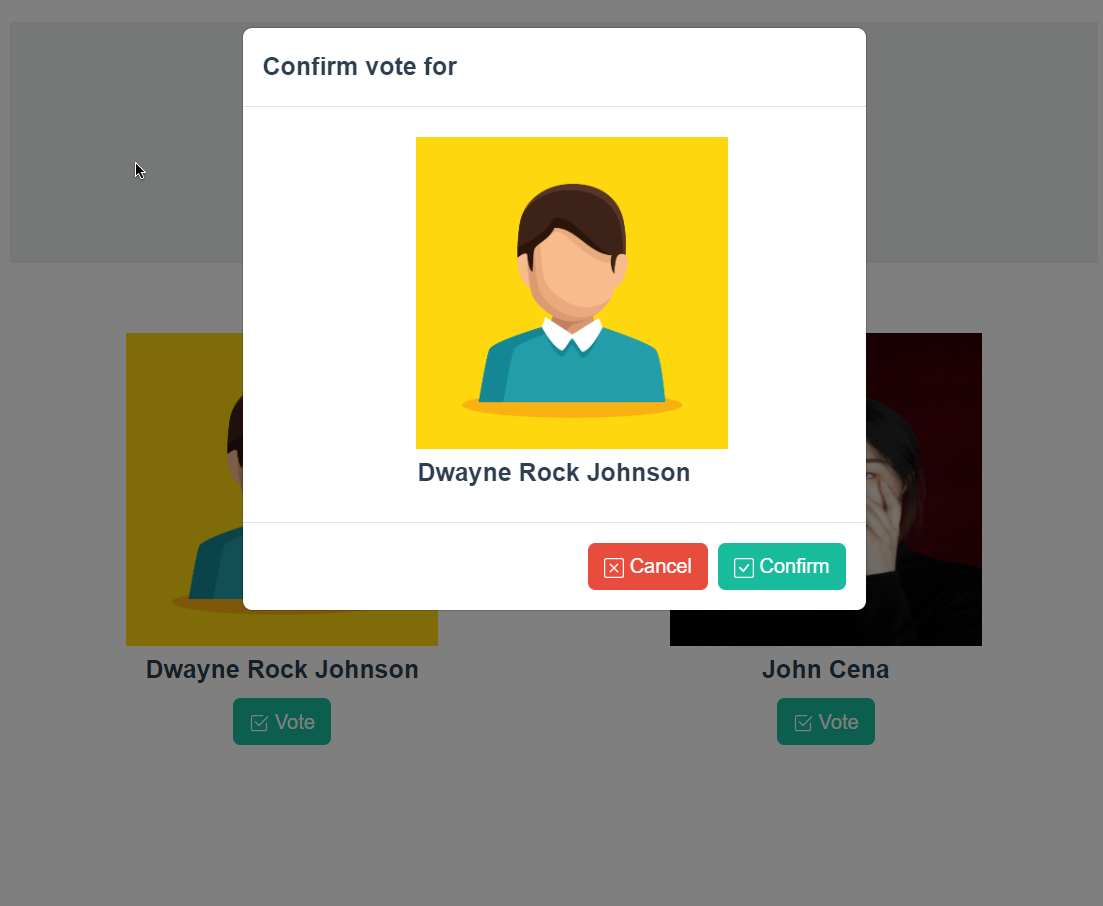 Confirm vote for
Dwayne Rock Johnson
Cancel
Confirm
Dwayne Rock Johnson
John Cena
Vote
Vote